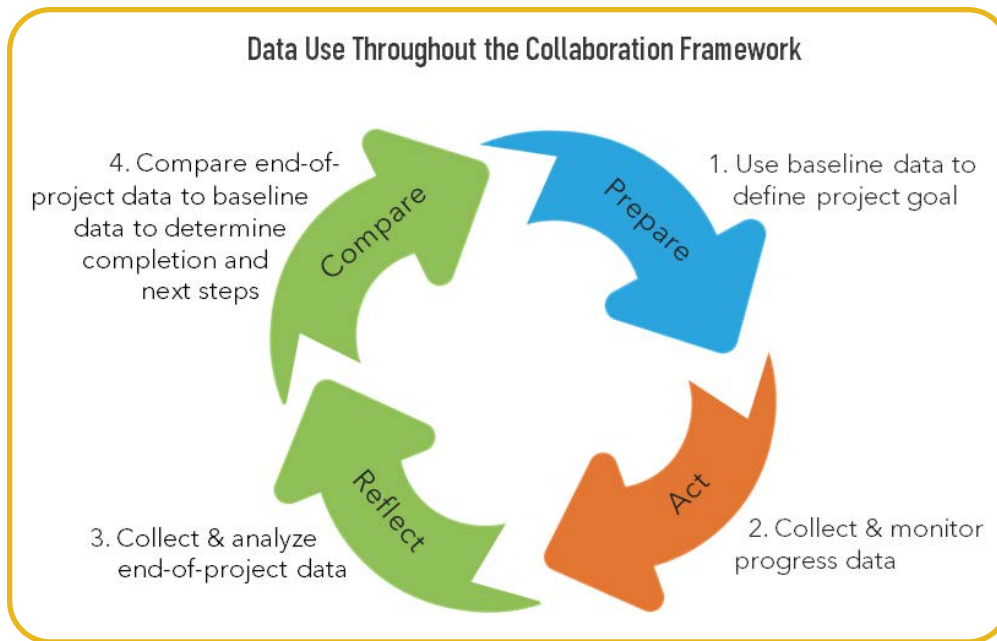 Data Use Throughout the Collaboration Framework
Prepare
1. Use baseline data to
define project goal
Act
2. Collect & monitor
progress data
Reflect
3. Collect & analyze
end-of-project data
Compare
4. Compare end-of-
project data to baseline
data to determine
completion and
next steps